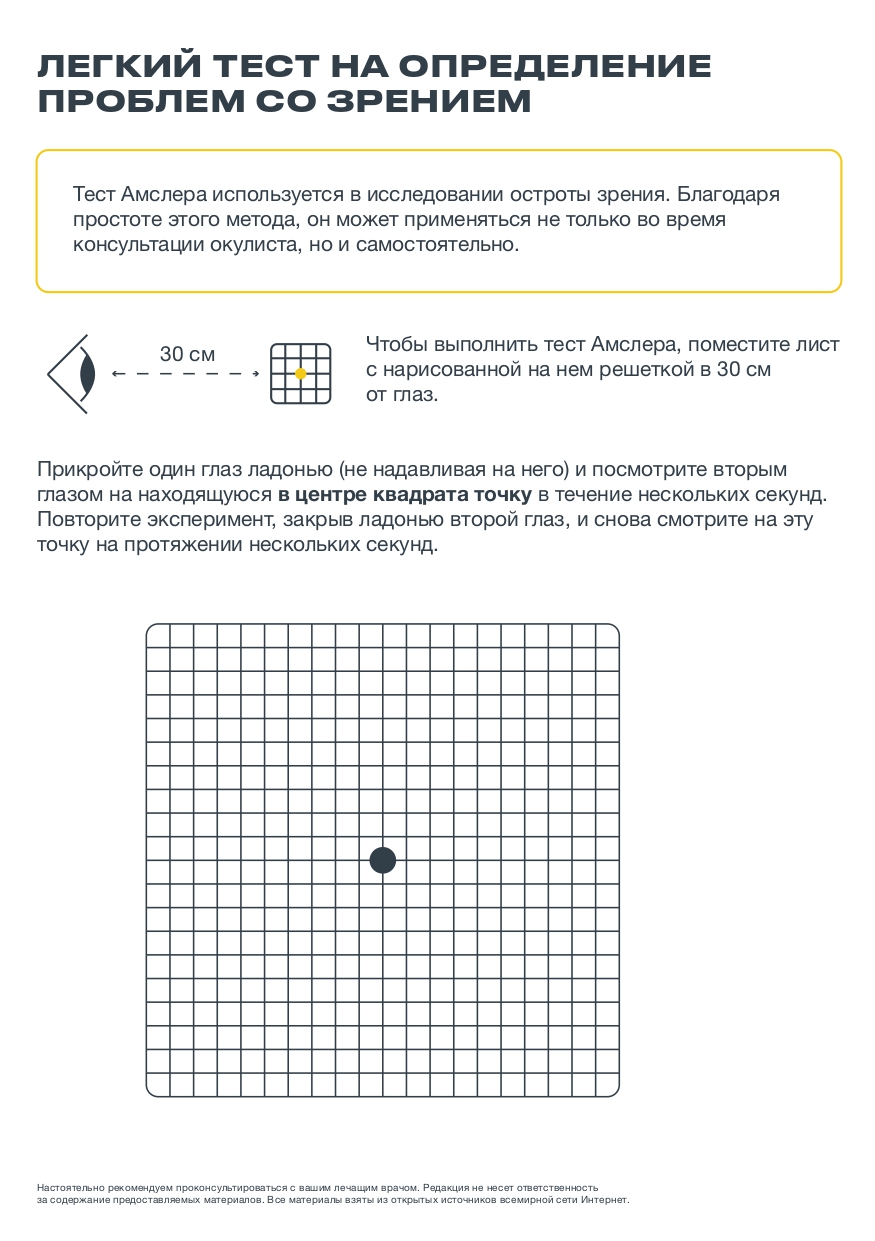 ЛЕГКИЙ ТЕСТ НА ОПРЕДЕЛЕНИЕ
ПРОБЛЕМ СО ЗРЕНИЕМ
Тест Амслера используется в исследовании остроты зрения. Благодаря
простоте этого метода, он может применяться не только во время
консультации окулиста, но и самостоятельно.
30 см
Чтобы выполнить тест Амслера, поместите лист
с нарисованной на нем решеткой в 30 см
от глаз.
Прикройте один глаз ладонью (не надавливая на него) и посмотрите вторым
глазом на находящуюся в центре квадрата точку в течение нескольких секунд.
Повторите эксперимент, закрыв ладонью второй глаз, и снова смотрите на эту
точку на протяжении нескольких секунд.
Настоятельно рекомендуем проконсультироваться с вашим лечащим врачом. Редакция не несет ответственность
за содержание предоставляемых материалов. Все материалы взяты из открытых источников всемирной сети Интернет.